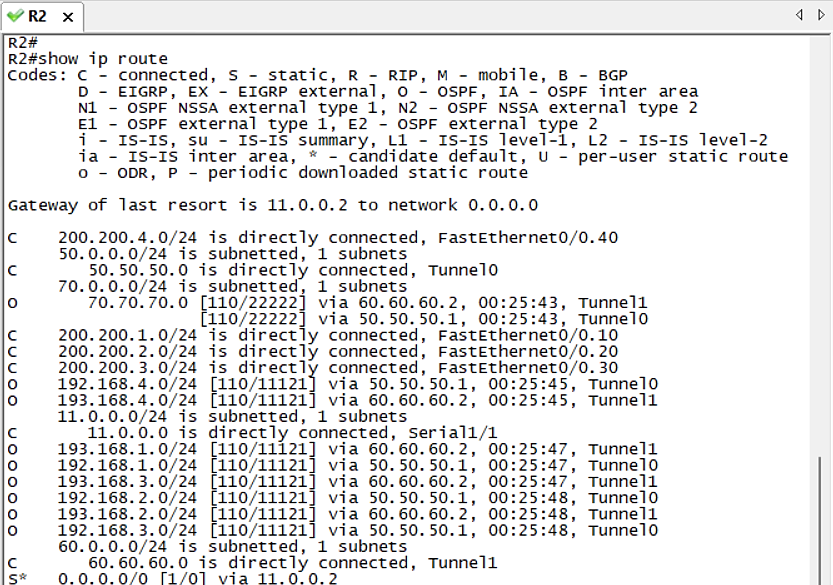 R2
R2#
R2#show ip route
Codes: C - connected, S - static, R - RIP, M - mobile, B - BGP
       D - EIGRP, EX - EIGRP external, O - OSPF, IA - OSPF inter area
       N1 - OSPF NSSA external type 1, N2 - OSPF NSSA external type 2
       E1 - OSPF external type 1, E2 - OSPF external type 2
       i - IS-IS, su - IS-IS summary, L1 - IS-IS level-1, L2 - IS-IS level-2
       ia - IS-IS inter area, * - candidate default, U - per-user static route
       o - ODR, P - periodic downloaded static route
Gateway of last resort is 11.0.0.2 to network 0.0.0.0
C    200.200.4.0/24 is directly connected, FastEthernet0/0.40
     50.0.0.0/24 is subnetted, 1 subnets
C       50.50.50.0 is directly connected, Tunnel0
     70.0.0.0/24 is subnetted, 1 subnets
O       70.70.70.0 [110/22222] via 60.60.60.2, 00:25:43, Tunnel1
                   [110/22222] via 50.50.50.1, 00:25:43, Tunnel0
C    200.200.1.0/24 is directly connected, FastEthernet0/0.10
C    200.200.2.0/24 is directly connected, FastEthernet0/0.20
C    200.200.3.0/24 is directly connected, FastEthernet0/0.30
O    192.168.4.0/24 [110/11121] via 50.50.50.1, 00:25:45, Tunnel0
O    193.168.4.0/24 [110/11121] via 60.60.60.2, 00:25:45, Tunnel1
     11.0.0.0/24 is subnetted, 1 subnets
C       11.0.0.0 is directly connected, Serial1/1
O    193.168.1.0/24 [110/11121] via 60.60.60.2, 00:25:47, Tunnel1
O    192.168.1.0/24 [110/11121] via 50.50.50.1, 00:25:47, Tunnel0
O    193.168.3.0/24 [110/11121] via 60.60.60.2, 00:25:47, Tunnel1
O    192.168.2.0/24 [110/11121] via 50.50.50.1, 00:25:48, Tunnel0
O    193.168.2.0/24 [110/11121] via 60.60.60.2, 00:25:48, Tunnel1
O    192.168.3.0/24 [110/11121] via 50.50.50.1, 00:25:48, Tunnel0
     60.0.0.0/24 is subnetted, 1 subnets
C       60.60.60.0 is directly connected, Tunnel1
S*   0.0.0.0/0 [1/0] via 11.0.0.2